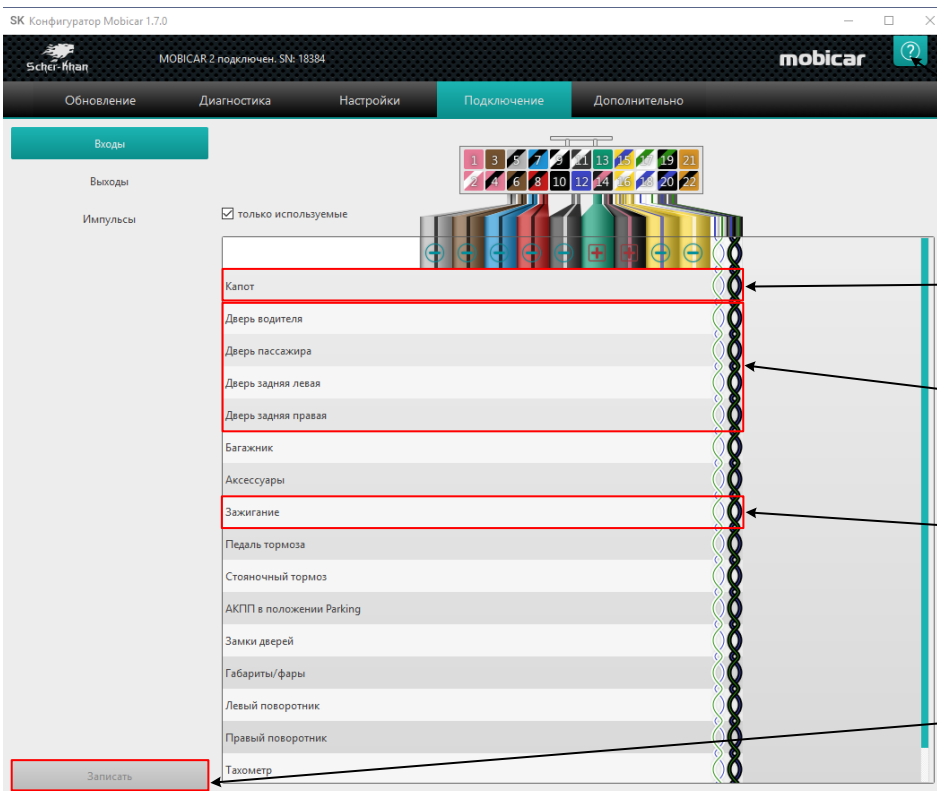 SK Конфигуратор Mobicar 1.7.0
Scher-Khan
MOBICAR 2 подключен. SN: 18384
mobicar
?
Обновление Диагностика Настройки Подключение Дополнительно
Входы
Выходы
Импульсы
1 3 5 7 9 11 13 15 17 19 21
2 4 6 8 10 12 14 16 18 20 22
только используемые
Капот
Дверь водителя
Дверь пассажира
Дверь задняя левая
Дверь задняя правая
Багажник
Аксессуары
Зажигание
Педаль тормоза
Стояночный тормоз
АКПП в положении Parking
Замки дверей
Габариты/фары
Левый поворотник
Правый поворотник
Тахометр
Записать